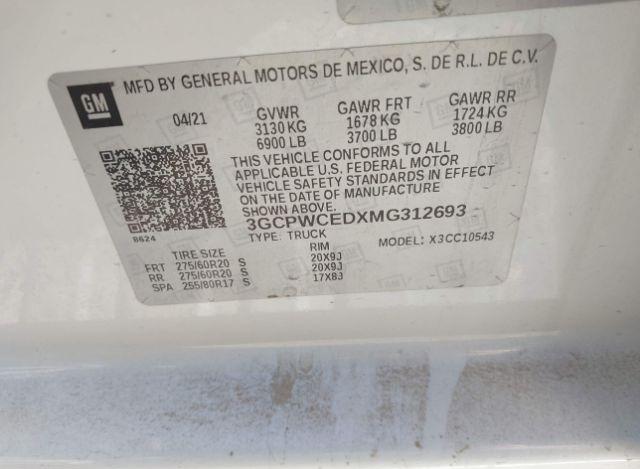 GM
MFD BY GENERAL MOTORS DE MEXICO, S. DE R.L. DE C.V.
04/21 GVWR GAWR FRT GAWR RR
3130 KG 1678 KG 1724 KG
6900 LB 3700 LB 3800 LB
THIS VEHICLE CONFORMS TO ALL
APPLICABLE U.S. FEDERAL MOTOR
VEHICLE SAFETY STANDARDS IN EFFECT
ON THE DATE OF MANUFACTURE
SHOWN ABOVE.
3GCPWCEDXMG312693
8624
TYPE: TRUCK MODEL: X3CC10543
TIRE SIZE RIM
FRT 275/60R20 S 20X9J
RR 275/60R20 S 20X9J
SPA 255/80R17 S 17X8J